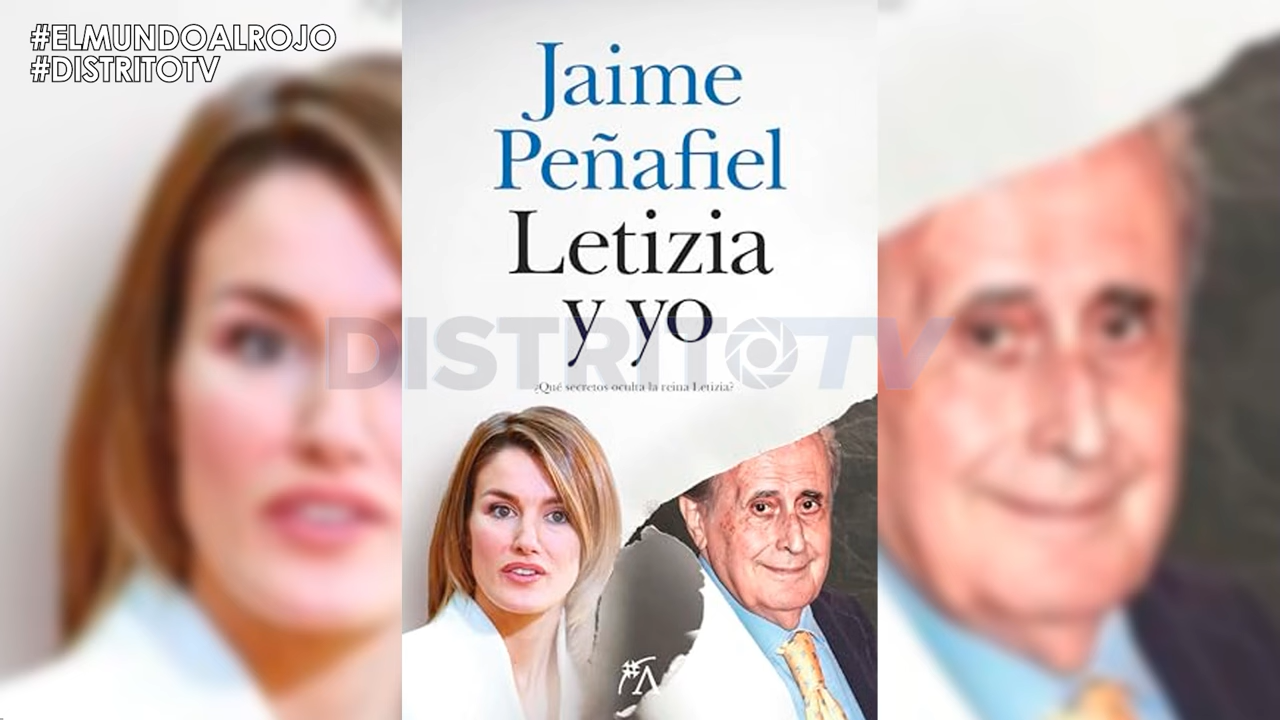 #ELMUNDOALROJO
#DISTRITOTV
Jaime
Peñafiel
Letizia
y yo
DISTRITOTV
¿Qué secretos oculta la reina Letizia?